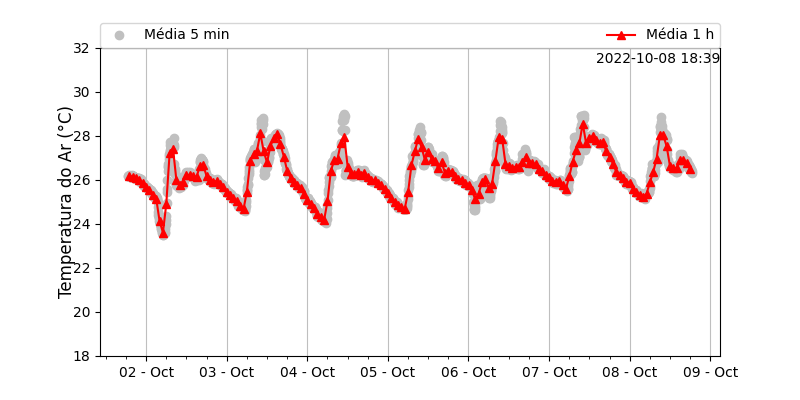 Média 5 min
Média 1 h
2022-10-08 18:39
Temperatura do Ar (°C)
32
30
28
26
24
22
20
18
02 - Oct
03 - Oct
04 - Oct
05 - Oct
06 - Oct
07 - Oct
08 - Oct
09 - Oct